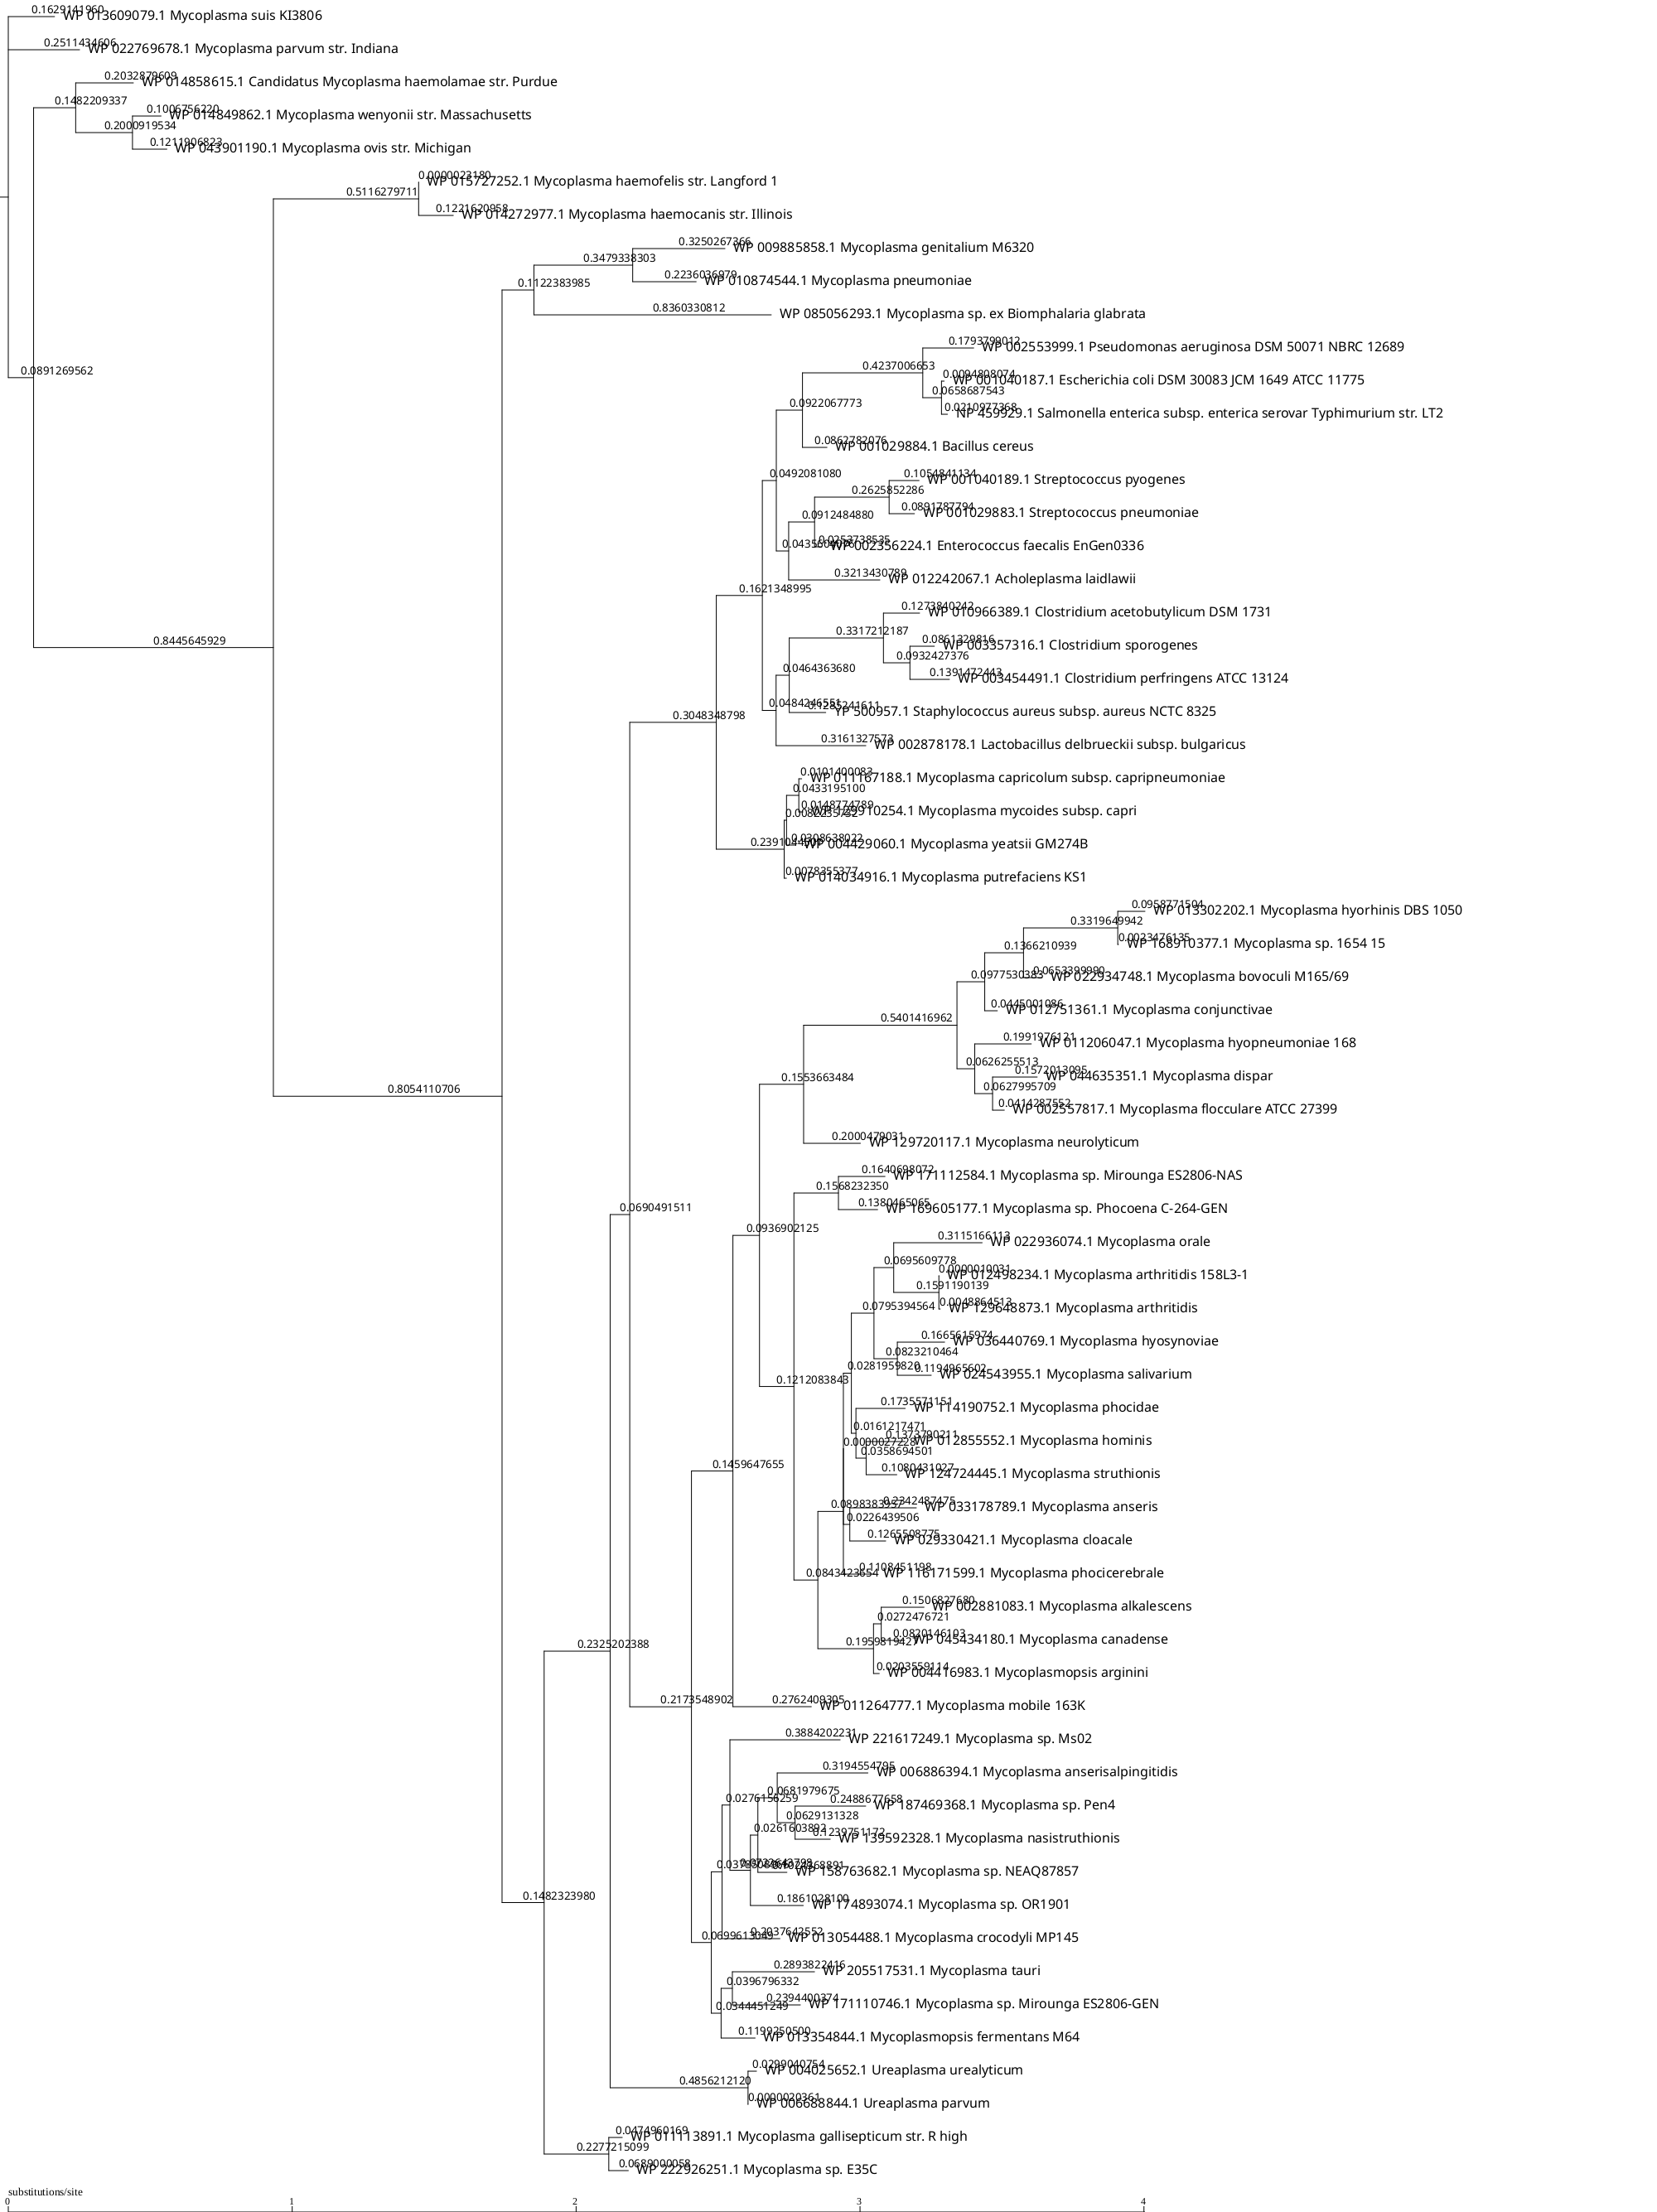 0.1629141960
WP 013609079.1 Mycoplasma suis KI3806
0.2511434606
WP 022769678.1 Mycoplasma parvum str. Indiana
0.2032879609
WP 014858615.1 Candidatus Mycoplasma haemolamae str. Purdue
0.1482209337
0.1006756220
WP 014849862.1 Mycoplasma wenyonii str. Massachusetts
0.2000919534
0.1211906823
WP 043901190.1 Mycoplasma ovis str. Michigan
0.0000023180
WP 015727252.1 Mycoplasma haemofelis str. Langford 1
0.5116279711
0.1221620958
WP 014272977.1 Mycoplasma haemocanis str. Illinois
0.3250267366
WP 009885858.1 Mycoplasma genitalium M6320
0.3479338303
0.2236036979
WP 010874544.1 Mycoplasma pneumoniae
0.1122383985
0.8360330812
WP 085056293.1 Mycoplasma sp. ex Biomphalaria glabrata
0.1793799012
WP 002553999.1 Pseudomonas aeruginosa DSM 50071 NBRC 12689
0.4237006653
0.0094808074
WP 001040187.1 Escherichia coli DSM 30083 JCM 1649 ATCC 11775
0.0891269562
0.0658687543
0.0922067773
0.0210977368
NP 459929.1 Salmonella enterica subsp. enterica serovar Typhimurium str. LT2
0.0862782076
WP 001029884.1 Bacillus cereus
0.0492081080
0.1054841134
WP 001040189.1 Streptococcus pyogenes
0.2625852286
0.0891787794
WP 001029883.1 Streptococcus pneumoniae
0.0912484880
0.0253738535
WP 002356224.1 Enterococcus faecalis EnGen0336
0.3213430789
WP 012242067.1 Acholeplasma laidlawii
0.1621348995
0.1273840242
WP 010966389.1 Clostridium acetobutylicum DSM 1731
0.3317212187
0.8445645929
0.0861329816
WP 003357316.1 Clostridium sporogenes
0.0932427376
0.0464363680
0.1391472443
WP 003454491.1 Clostridium perfringens ATCC 13124
0.0484246551
0.1285241611
YP 500957.1 Staphylococcus aureus subsp. aureus NCTC 8325
0.3048348798
0.3161327573
WP 002878178.1 Lactobacillus delbrueckii subsp. bulgaricus
0.0101400083
WP 011167188.1 Mycoplasma capricolum subsp. capripneumoniae
0.0433195100
0.0148774789
WP 129910254.1 Mycoplasma mycoides subsp. capri
0.0308638022
WP 004429060.1 Mycoplasma yeatsii GM274B
0.0078355377
WP 014034916.1 Mycoplasma putrefaciens KS1
0.0958771504
WP 013302202.1 Mycoplasma hyorhinis DBS 1050
0.3319649942
0.0023476135
WP 168910377.1 Mycoplasma sp. 1654 15
0.1366210939
0.0653399990
WP 022934748.1 Mycoplasma bovoculi M165/69
0.0977530383
0.0445001086
WP 012751361.1 Mycoplasma conjunctivae
0.5401416962
0.1991976121
WP 011206047.1 Mycoplasma hyopneumoniae 168
0.0626255513
0.1572013095
WP 044635351.1 Mycoplasma dispar
0.1553663484
0.8054110706
0.0627995709
0.0414287552
WP 002557817.1 Mycoplasma flocculare ATCC 27399
0.2000479031
WP 129720117.1 Mycoplasma neurolyticum
0.1640698072
WP 171112584.1 Mycoplasma sp. Mirounga ES2806-NAS
0.1568232350
0.1380465065
WP 169605177.1 Mycoplasma sp. Phocoena C-264-GEN
0.0690491511
0.0936902125
0.3115166113
WP 022936074.1 Mycoplasma orale
0.0695609778
0.0000010031
WP 012498234.1 Mycoplasma arthritidis 158L3-1
0.1591190139
0.0048864513
WP 129648873.1 Mycoplasma arthritidis
0.0795394564
0.1665615974
WP 036440769.1 Mycoplasma hyosynoviae
0.0823210464
0.0281959820
0.1194965602
WP 024543955.1 Mycoplasma salivarium
0.1212083843
0.1735571151
WP 114190752.1 Mycoplasma phocidae
0.0161217471
0.1373790211
WP 012855552.1 Mycoplasma hominis
0.0000027228
0.0358694501
0.1459647655
0.1080431027
WP 124724445.1 Mycoplasma struthionis
0.0898383957
0.2342487475
WP 033178789.1 Mycoplasma anseris
0.0226439506
0.1265508775
WP 029330421.1 Mycoplasma cloacale
0.0843423654
0.1108451198
WP 116171599.1 Mycoplasma phocicerebrale
0.1506827680
WP 002881083.1 Mycoplasma alkalescens
0.0272476721
0.0820146103
WP 045434180.1 Mycoplasma canadense
0.2325202388
0.1959819427
0.0203559114
WP 004416983.1 Mycoplasmopsis arginini
0.2173548902
0.2762409305
WP 011264777.1 Mycoplasma mobile 163K
0.3884202231
WP 221617249.1 Mycoplasma sp. Ms02
0.3194554795
WP 006886394.1 Mycoplasma anserisalpingitidis
0.0681979675
0.0276156259
0.2488677658
WP 187469368.1 Mycoplasma sp. Pen4
0.0629131328
0.0261603892
0.1239751172
WP 139592328.1 Mycoplasma nasistruthionis
WP 158763682.1 Mycoplasma sp. NEAQ87857
0.1482323980
0.1861028100
WP 174893074.1 Mycoplasma sp. OR1901
0.0699613049
0.2037642552
WP 013054488.1 Mycoplasma crocodyli MP145
0.2893822416
WP 205517531.1 Mycoplasma tauri
0.0396796332
0.2394400374
WP 171110746.1 Mycoplasma sp. Mirounga ES2806-GEN
0.0344451249
0.1199250500
WP 013354844.1 Mycoplasmopsis fermentans M64
0.0299040754
WP 004025652.1 Ureaplasma urealyticum
0.4856212120
0.0000020361
WP 006688844.1 Ureaplasma parvum
0.0474960169
WP 011113891.1 Mycoplasma gallisepticum str. R high
0.2277215099
0.0689000058
WP 222926251.1 Mycoplasma sp. E35C
substitutions/site
0 1 2 3 4